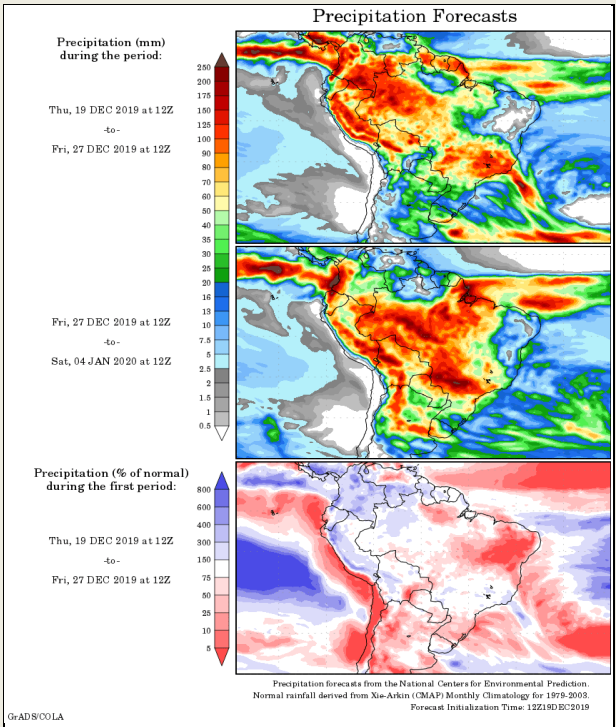 Precipitation Forecasts
Precipitation (mm)
during the period:
Thu, 19 DEC 2019 at 12Z
-to-
Fri, 27 DEC 2019 at 12Z
250
200
175
150
125
100
90
80
70
60
50
40
35
30
25
20
16
13
10
7.5
5
2.5
2
1.5
1
0.5
Fri, 27 DEC 2019 at 12Z
-to-
Sat, 04 JAN 2020 at 12Z
Precipitation (% of normal)
during the first period:
Thu, 19 DEC 2019 at 12Z
-to-
Fri, 27 DEC 2019 at 12Z
800
600
400
300
150
75
50
25
10
5
Precipitation forecasts from the National Centers for Environmental Prediction.
Normal rainfall derived from Xie-Arkin (CMAP) Monthly Climatology for 1979-2003.
Forecast Initialization Time: 12Z19DEC2019
GrADS/COLA